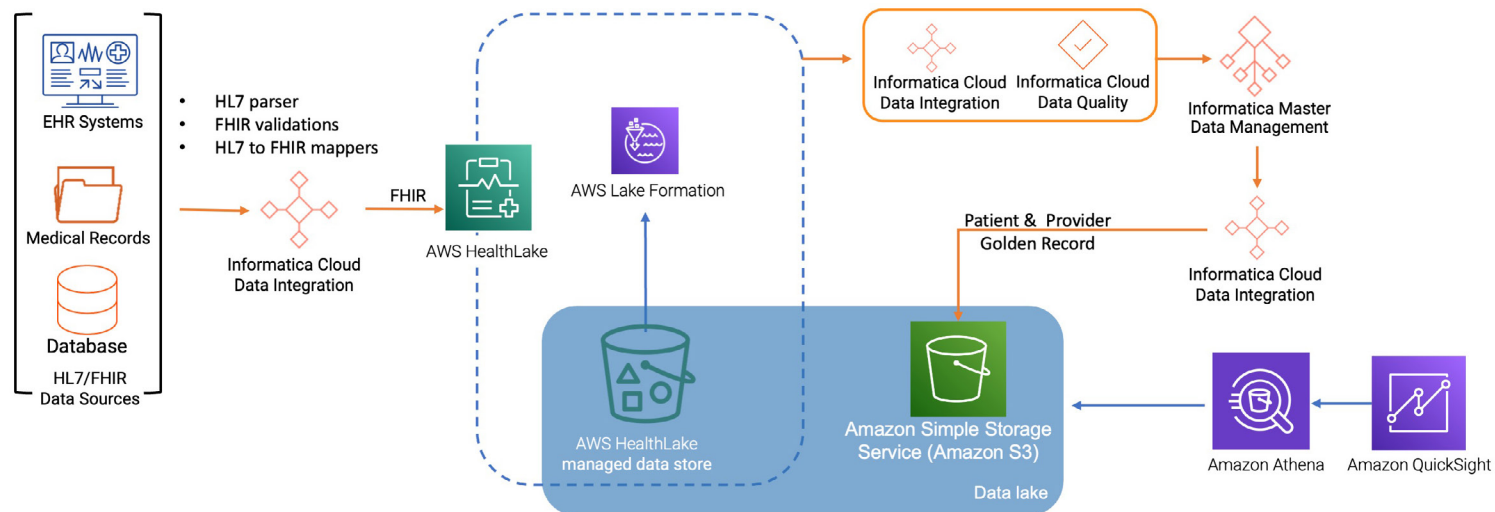 EHR Systems
Medical Records
Database
HL7/FHIR
Data Sources
• HL7 parser
• FHIR validations
• HL7 to FHIR mappers
Informatica Cloud
Data Integration
FHIR
AWS HealthLake
AWS Lake Formation
AWS HealthLake
managed data store
Informatica Cloud
Data Integration
Informatica Cloud
Data Quality
Informatica Master
Data Management
Informatica Cloud
Data Integration
Patient & Provider
Golden Record
Amazon Simple Storage
Service (Amazon S3)
Data lake
Amazon Athena
Amazon QuickSight